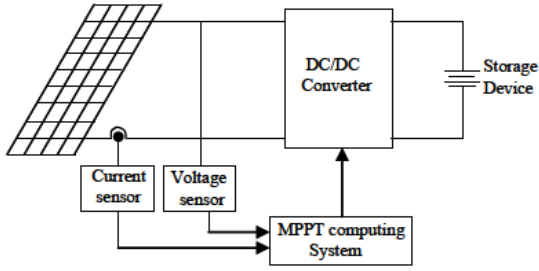 DC/DC
Converter
Storage
Device
Current
sensor
Voltage
sensor
MPPT computing
System